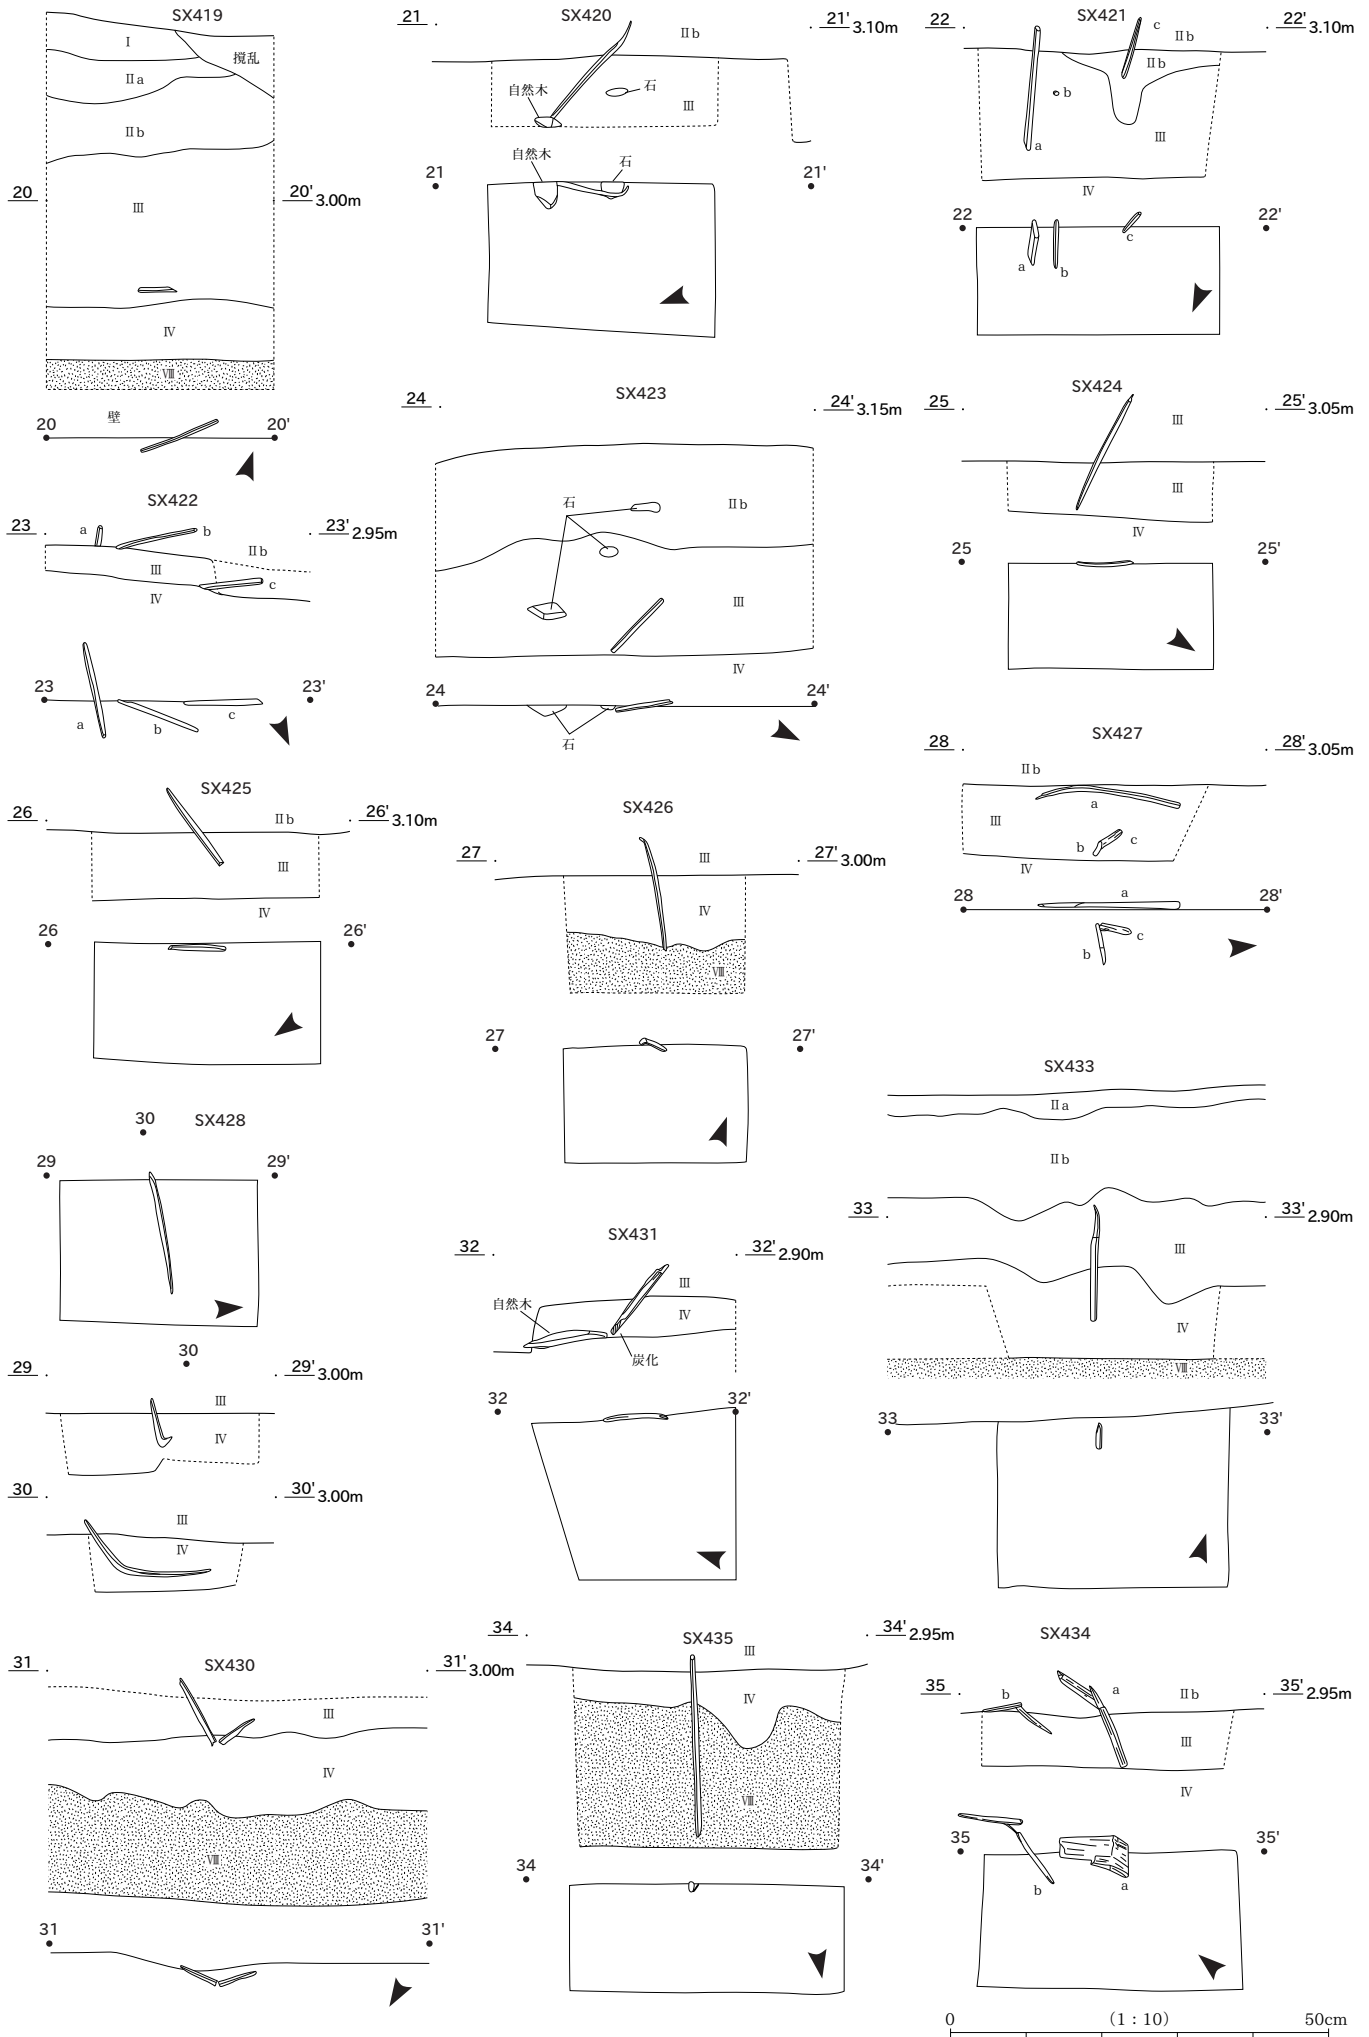 SX419
I
撹乱
Ⅱa
Ⅱb
20
20' 3.00m
Ⅲ
Ⅳ
Ⅷ
壁
20
20'
SX420
21
21' 3.10m
Ⅱb
自然木
石
Ⅲ
自然木
石
21
21'
SX421
22
22' 3.10m
c
Ⅱb
Ⅱb
b
a
Ⅲ
Ⅳ
22
22'
a
b
c
SX422
23
23' 2.95m
a
b
Ⅱb
Ⅲ
c
Ⅳ
23
23'
a
b
c
SX423
24
24' 3.15m
石
Ⅱb
Ⅲ
Ⅳ
24
24'
石
SX424
25
25' 3.05m
Ⅲ
Ⅲ
Ⅳ
25
25'
SX425
26
26' 3.10m
Ⅱb
Ⅲ
Ⅳ
26
26'
SX426
27
27' 3.00m
Ⅲ
Ⅳ
Ⅷ
27
27'
SX427
28
28' 3.05m
Ⅱb
a
Ⅲ
b
c
Ⅳ
28
28'
a
b
c
SX428
30
29
29'
30
29
29' 3.00m
Ⅲ
Ⅳ
30
30' 3.00m
Ⅲ
Ⅳ
SX431
32
32' 2.90m
Ⅲ
自然木
Ⅳ
炭化
32
32'
SX433
Ⅱa
Ⅱb
33
33' 2.90m
Ⅲ
Ⅳ
Ⅷ
33
33'
SX430
31
31' 3.00m
Ⅲ
Ⅳ
Ⅷ
31
31'
SX435
34
34' 2.95m
Ⅲ
Ⅳ
Ⅷ
34
34'
SX434
35
35' 2.95m
b
a
Ⅱb
Ⅲ
Ⅳ
35
35'
b
a
0 (1：10) 50cm